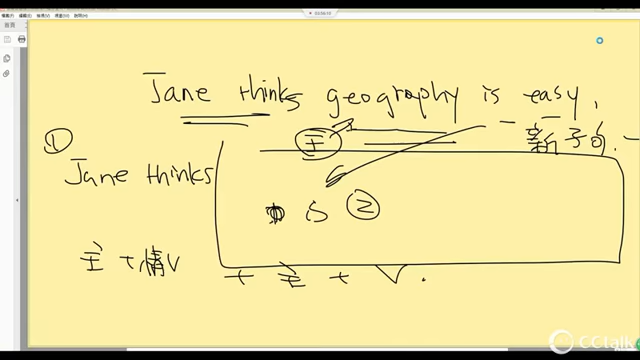 Jane thinks geography is easy.
① 主 新子句.
Jane thinks
is ②
主 + 情V + 主 + V.
CCtalk